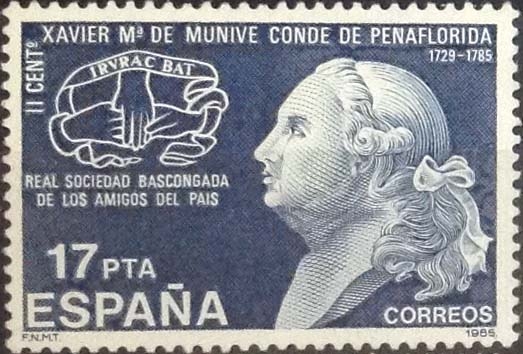 II CENTº
XAVIER Mª DE MUNIVE CONDE DE PEÑAFLORIDA
1729-1785
IRVRAC BAT
REAL SOCIEDAD BASCONGADA
DE LOS AMIGOS DEL PAIS
17 PTA
ESPAÑA
CORREOS
F.N.M.T.
1985